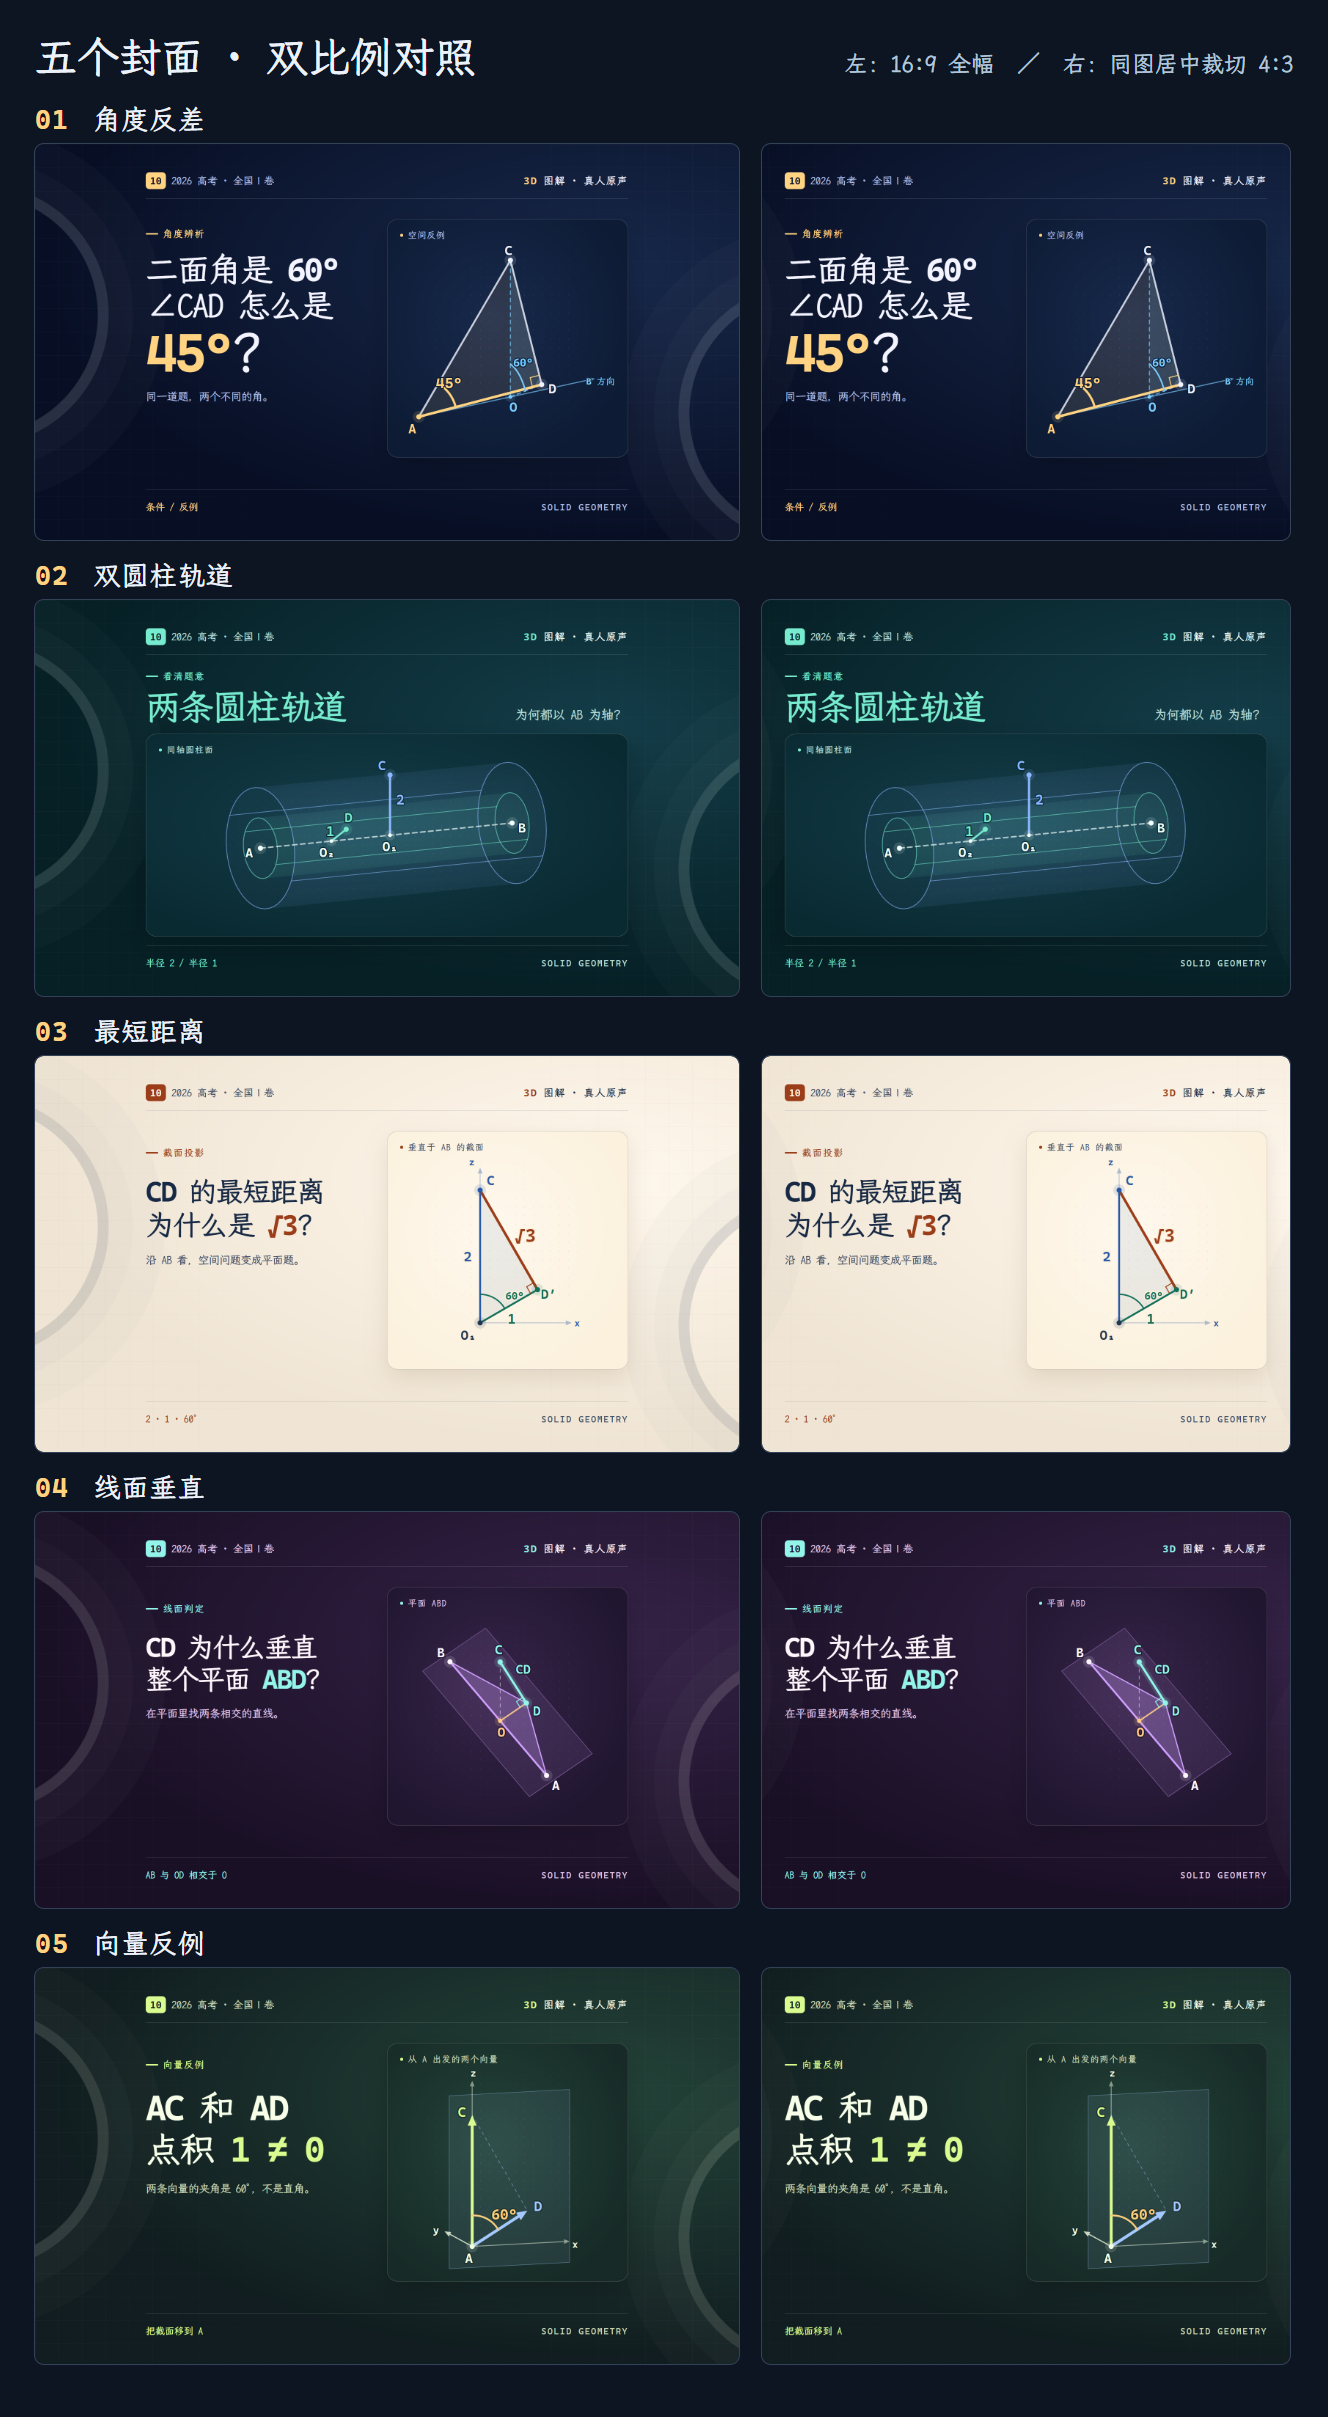 五个封面 · 双比例对照
左: 16:9 全幅 ／ 右: 同图居中裁切 4:3
01 角度反差
10 2026 高考 · 全国Ⅰ卷
3D 图解 · 真人原声
角度辨析
二面角是 60°
∠CAD 怎么是
45°?
同一道题, 两个不同的角。
空间反例
C
60°
45°
D
B' 方向
O
A
条件 / 反例
SOLID GEOMETRY
10 2026 高考 · 全国Ⅰ卷
3D 图解 · 真人原声
角度辨析
二面角是 60°
∠CAD 怎么是
45°?
同一道题, 两个不同的角。
空间反例
C
60°
45°
D
B' 方向
O
A
条件 / 反例
SOLID GEOMETRY
02 双圆柱轨道
10 2026 高考 · 全国Ⅰ卷
3D 图解 · 真人原声
看清题意
两条圆柱轨道
为何都以 AB 为轴?
同轴圆柱面
C
2
D
1
B
A
O₂
O₁
半径 2 / 半径 1
SOLID GEOMETRY
10 2026 高考 · 全国Ⅰ卷
3D 图解 · 真人原声
看清题意
两条圆柱轨道
为何都以 AB 为轴?
同轴圆柱面
C
2
D
1
B
A
O₂
O₁
半径 2 / 半径 1
SOLID GEOMETRY
03 最短距离
10 2026 高考 · 全国Ⅰ卷
3D 图解 · 真人原声
截面投影
CD 的最短距离
为什么是 √3?
沿 AB 看, 空间问题变成平面题。
垂直于 AB 的截面
z
C
√3
2
60°
D'
1
x
O₁
2 · 1 · 60°
SOLID GEOMETRY
10 2026 高考 · 全国Ⅰ卷
3D 图解 · 真人原声
截面投影
CD 的最短距离
为什么是 √3?
沿 AB 看, 空间问题变成平面题。
垂直于 AB 的截面
z
C
√3
2
60°
D'
1
x
O₁
2 · 1 · 60°
SOLID GEOMETRY
04 线面垂直
10 2026 高考 · 全国Ⅰ卷
3D 图解 · 真人原声
线面判定
CD 为什么垂直
整个平面 ABD?
在平面里找两条相交的直线。
平面 ABD
B
C
CD
D
O
A
AB 与 OD 相交于 O
SOLID GEOMETRY
10 2026 高考 · 全国Ⅰ卷
3D 图解 · 真人原声
线面判定
CD 为什么垂直
整个平面 ABD?
在平面里找两条相交的直线。
平面 ABD
B
C
CD
D
O
A
AB 与 OD 相交于 O
SOLID GEOMETRY
05 向量反例
10 2026 高考 · 全国Ⅰ卷
3D 图解 · 真人原声
向量反例
AC 和 AD
点积 1 ≠ 0
两条向量的夹角是 60°, 不是直角。
从 A 出发的两个向量
z
C
D
60°
y
x
A
把截面移到 A
SOLID GEOMETRY
10 2026 高考 · 全国Ⅰ卷
3D 图解 · 真人原声
向量反例
AC 和 AD
点积 1 ≠ 0
两条向量的夹角是 60°, 不是直角。
从 A 出发的两个向量
z
C
D
60°
y
x
A
把截面移到 A
SOLID GEOMETRY